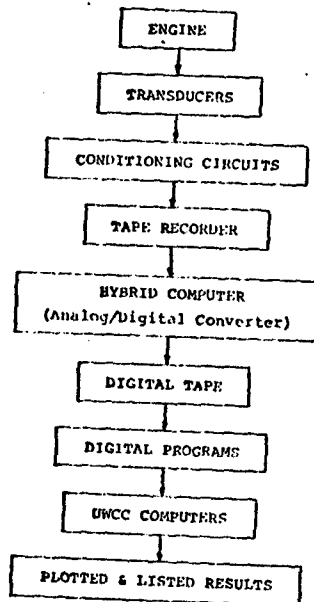 ENGINE
TRANSDUCERS
CONDITIONING CIRCUITS
TAPE RECORDER
HYBRID COMPUTER
(Analog/Digital Converter)
DIGITAL TAPE
DIGITAL PROGRAMS
UWCC COMPUTERS
PLOTTED & LISTED RESULTS